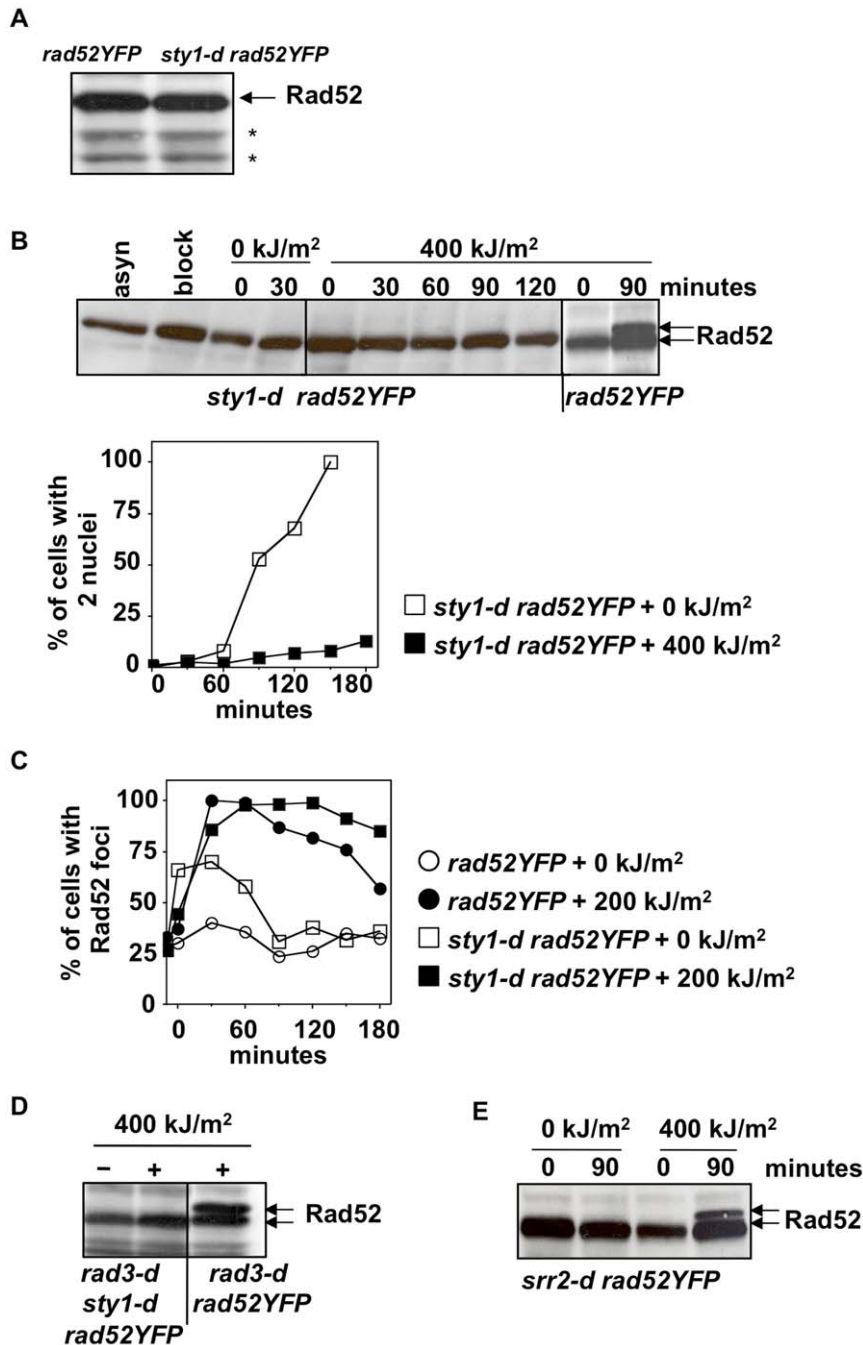 A
rad52YFP sty1-d rad52YFP
Rad52
*
*
B
asyn block 0 kJ/m² 400 kJ/m²
0 30 0 30 60 90 120 0 90 minutes
Rad52
sty1-d rad52YFP rad52YFP
% of cells with
2 nuclei
100
75
50
25
0
0 60 120 180
minutes
sty1-d rad52YFP + 0 kJ/m²
sty1-d rad52YFP + 400 kJ/m²
C
% of cells with
Rad52 foci
100
75
50
25
0
0 60 120 180
minutes
rad52YFP + 0 kJ/m²
rad52YFP + 200 kJ/m²
sty1-d rad52YFP + 0 kJ/m²
sty1-d rad52YFP + 200 kJ/m²
D
400 kJ/m²
− + +
Rad52
rad3-d rad3-d
sty1-d rad52YFP
rad52YFP
E
0 kJ/m² 400 kJ/m²
0 90 0 90 minutes
Rad52
srr2-d rad52YFP